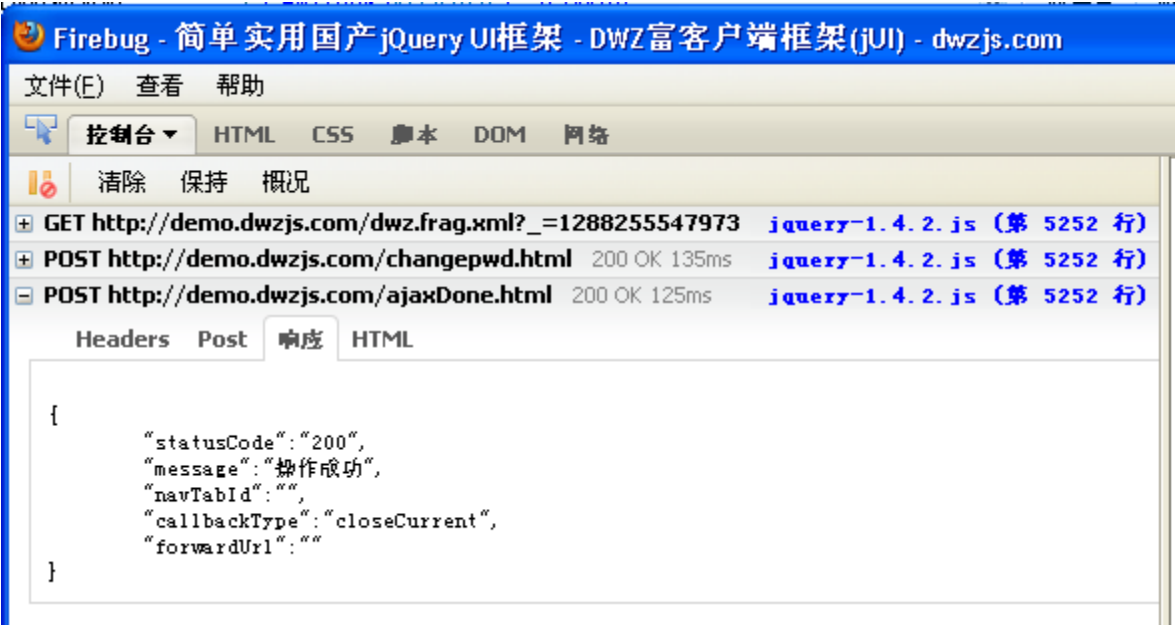 Firebug - 简单实用国产jQuery UI框架 - DWZ富客户端框架(jUI) - dwzjs.com
文件(F) 查看 帮助
控制台 HTML CSS 脚本 DOM 网络
清除 保持 概况
GET http://demo.dwzjs.com/dwz.frag.xml?_=1288255547973 jquery-1.4.2.js (第 5252 行)
POST http://demo.dwzjs.com/changepwd.html 200 OK 135ms jquery-1.4.2.js (第 5252 行)
POST http://demo.dwzjs.com/ajaxDone.html 200 OK 125ms jquery-1.4.2.js (第 5252 行)
Headers Post 响应 HTML
{
"statusCode":"200",
"message":"操作成功",
"navTabId":"",
"callbackType":"closeCurrent",
"forwardUrl":""
}